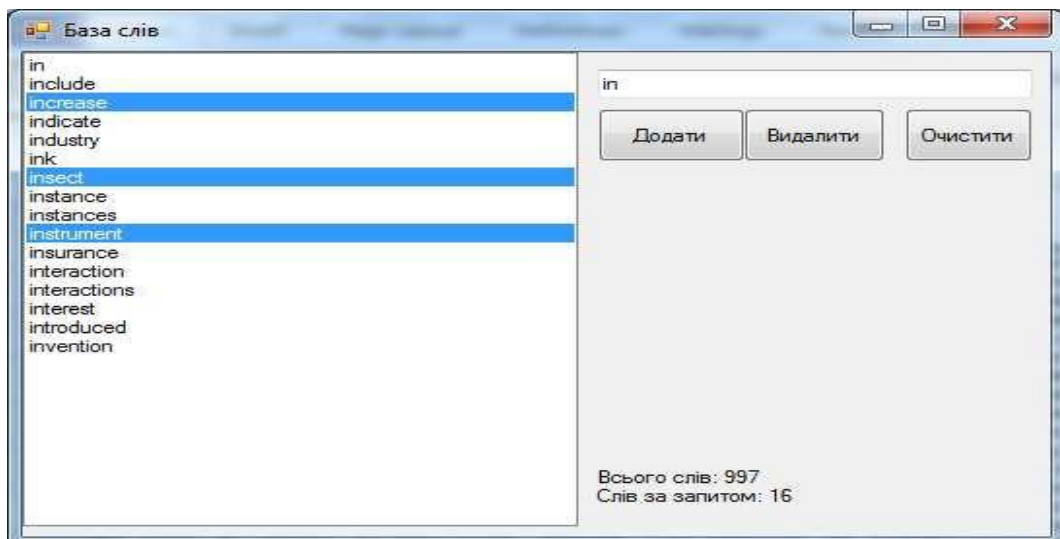 База слів
in
include
increase
indicate
industry
ink
insect
instance
instances
instrument
insurance
interaction
interactions
interest
introduced
invention
in
Додати Видалити Очистити
Всього слів: 997
Слів за запитом: 16